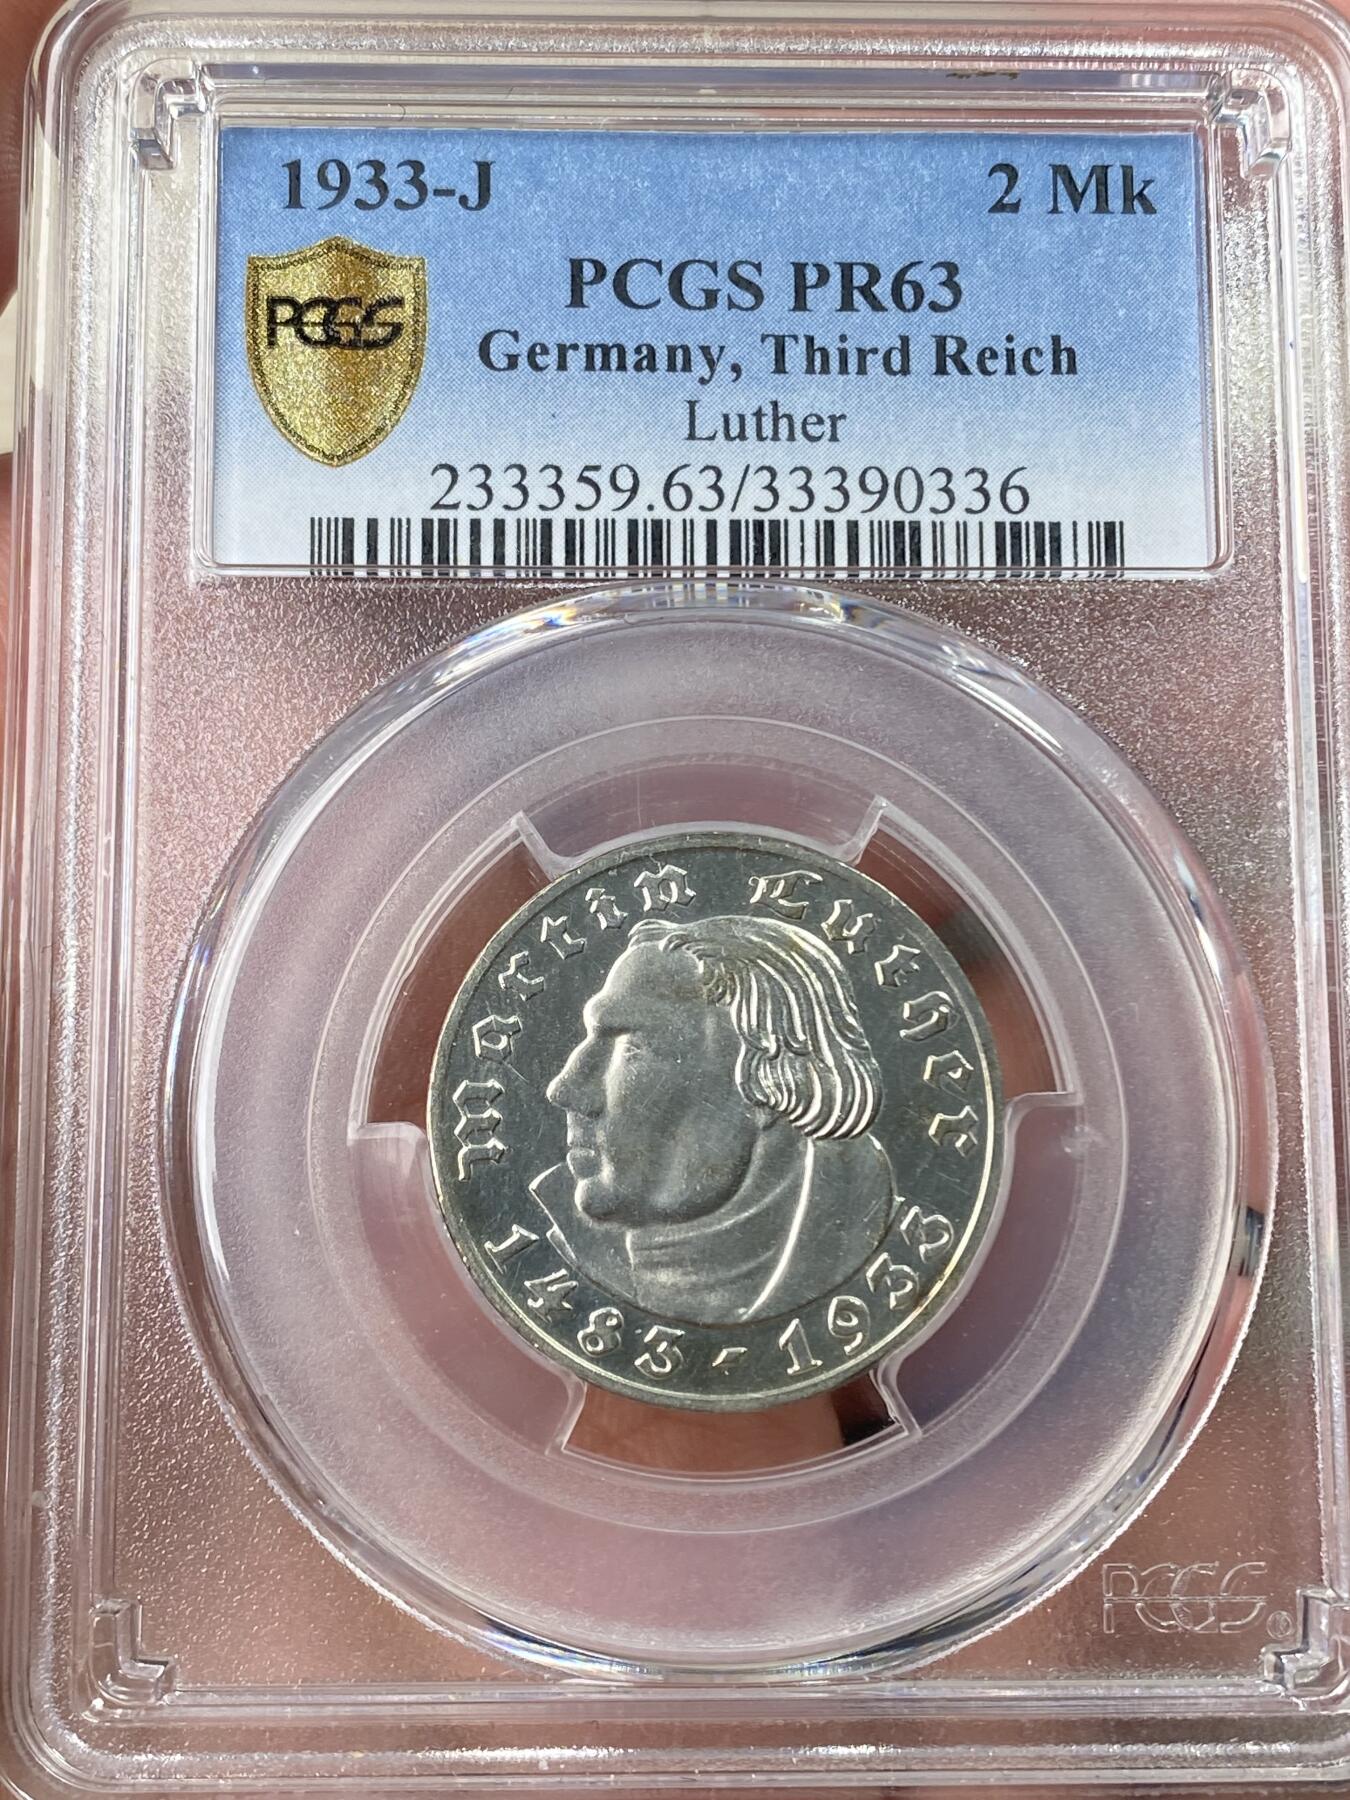 1933-J 2 Mk
PCGS PR63
PCGS
Germany, Third Reich
Luther
233359.63/33390336
Martin Luther
1483-1933
PCGS®